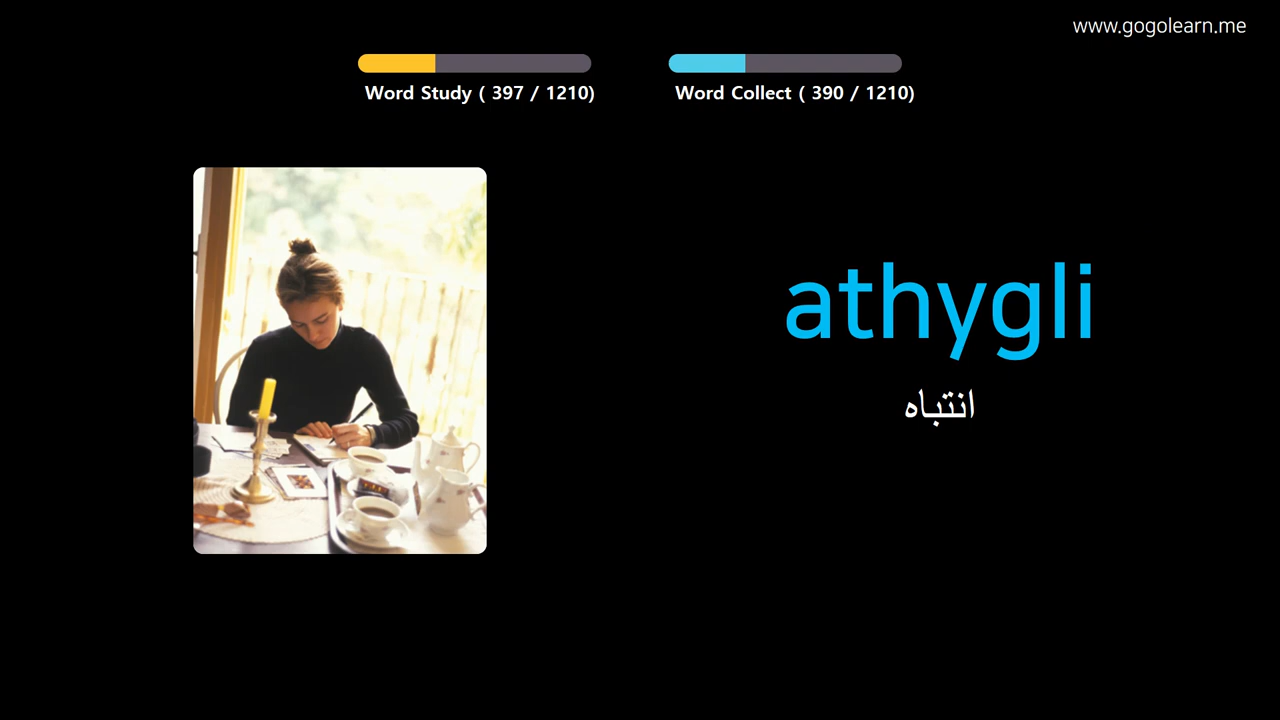 www.gogolearn.me
Word Study ( 397 / 1210)
Word Collect ( 390 / 1210)
athygli
انتباه